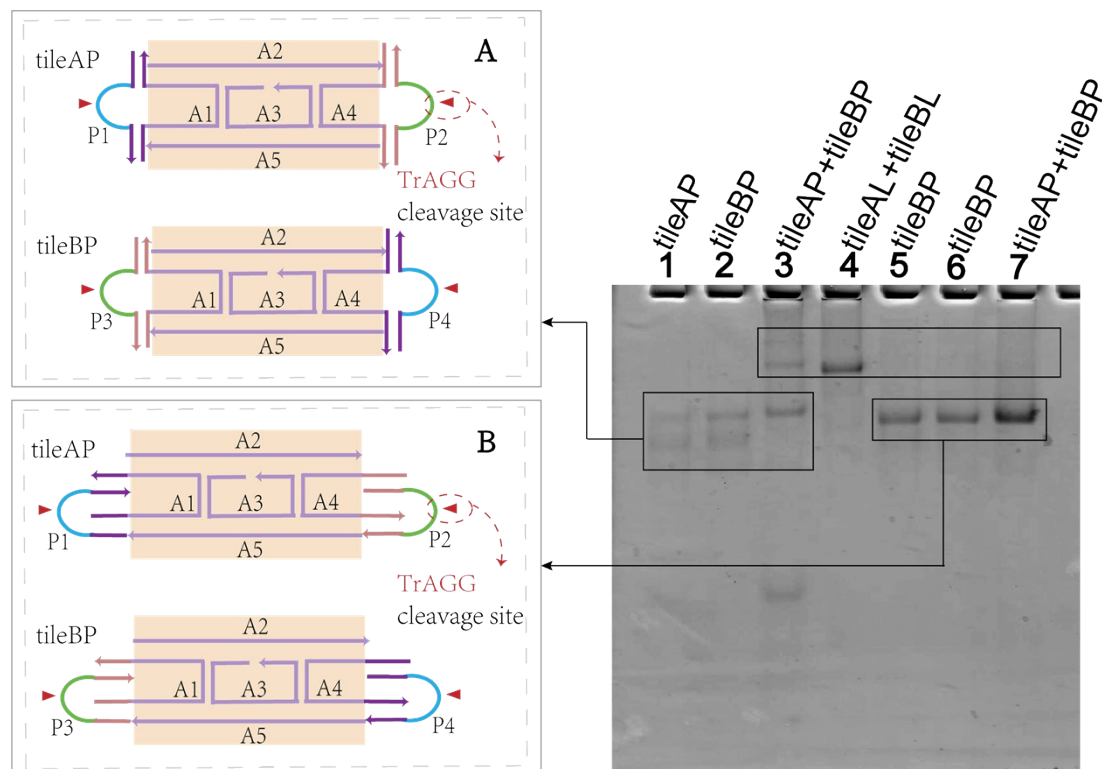 A
tileAP
A2
A1
A3
A4
P1
P2
A5
TrAGG
cleavage site
tileBP
A2
A1
A3
A4
P3
P4
A5
B
tileAP
A2
A1
A3
A4
P1
P2
A5
TrAGG
cleavage site
tileBP
A2
A1
A3
A4
P3
P4
A5
1 tileAP
2 tileBP
3 tileAP+tileBP
4 tileAL+tileBL
5 tileBP
6 tileBP
7 tileAP+tileBP